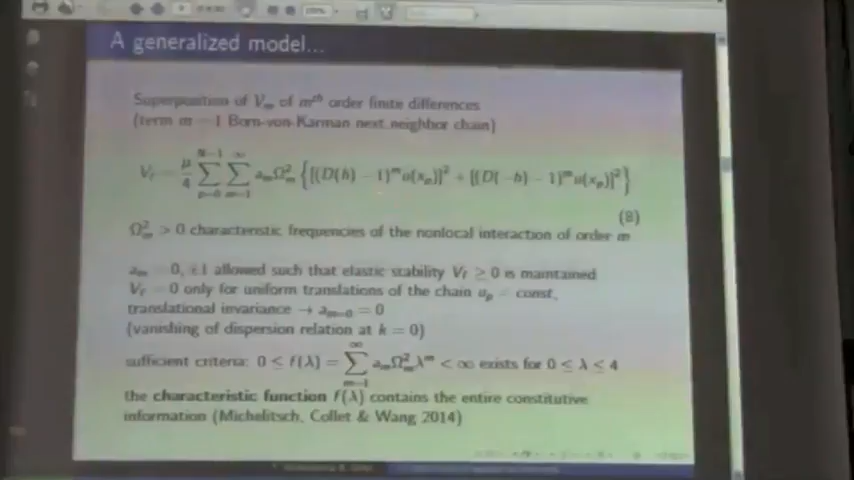 A generalized model...
Superposition of V_m of m^th order finite differences
(term m = 1 Born-von-Karman next neighbor chain)
V_f = μ/4 ∑_{p=0}^{N−1} ∑_{m=1}^{∞} a_m Ω_m^2 { [(D(h) − 1)^m u(x_p)]^2 + [(D(−h) − 1)^m u(x_p)]^2 }
(8)
Ω_m^2 > 0 characteristic frequencies of the nonlocal interaction of order m
a_m = 0, ±1 allowed such that elastic stability V_f ≥ 0 is maintained
V_f = 0 only for uniform translations of the chain u_p = const,
translational invariance → a_{m=0} = 0
(vanishing of dispersion relation at k = 0)
sufficient criteria: 0 ≤ f(λ) = ∑_{m=1}^{∞} a_m Ω_m^2 λ^m < ∞ exists for 0 ≤ λ ≤ 4
the characteristic function f(λ) contains the entire constitutive
information (Michelitsch, Collet & Wang 2014)